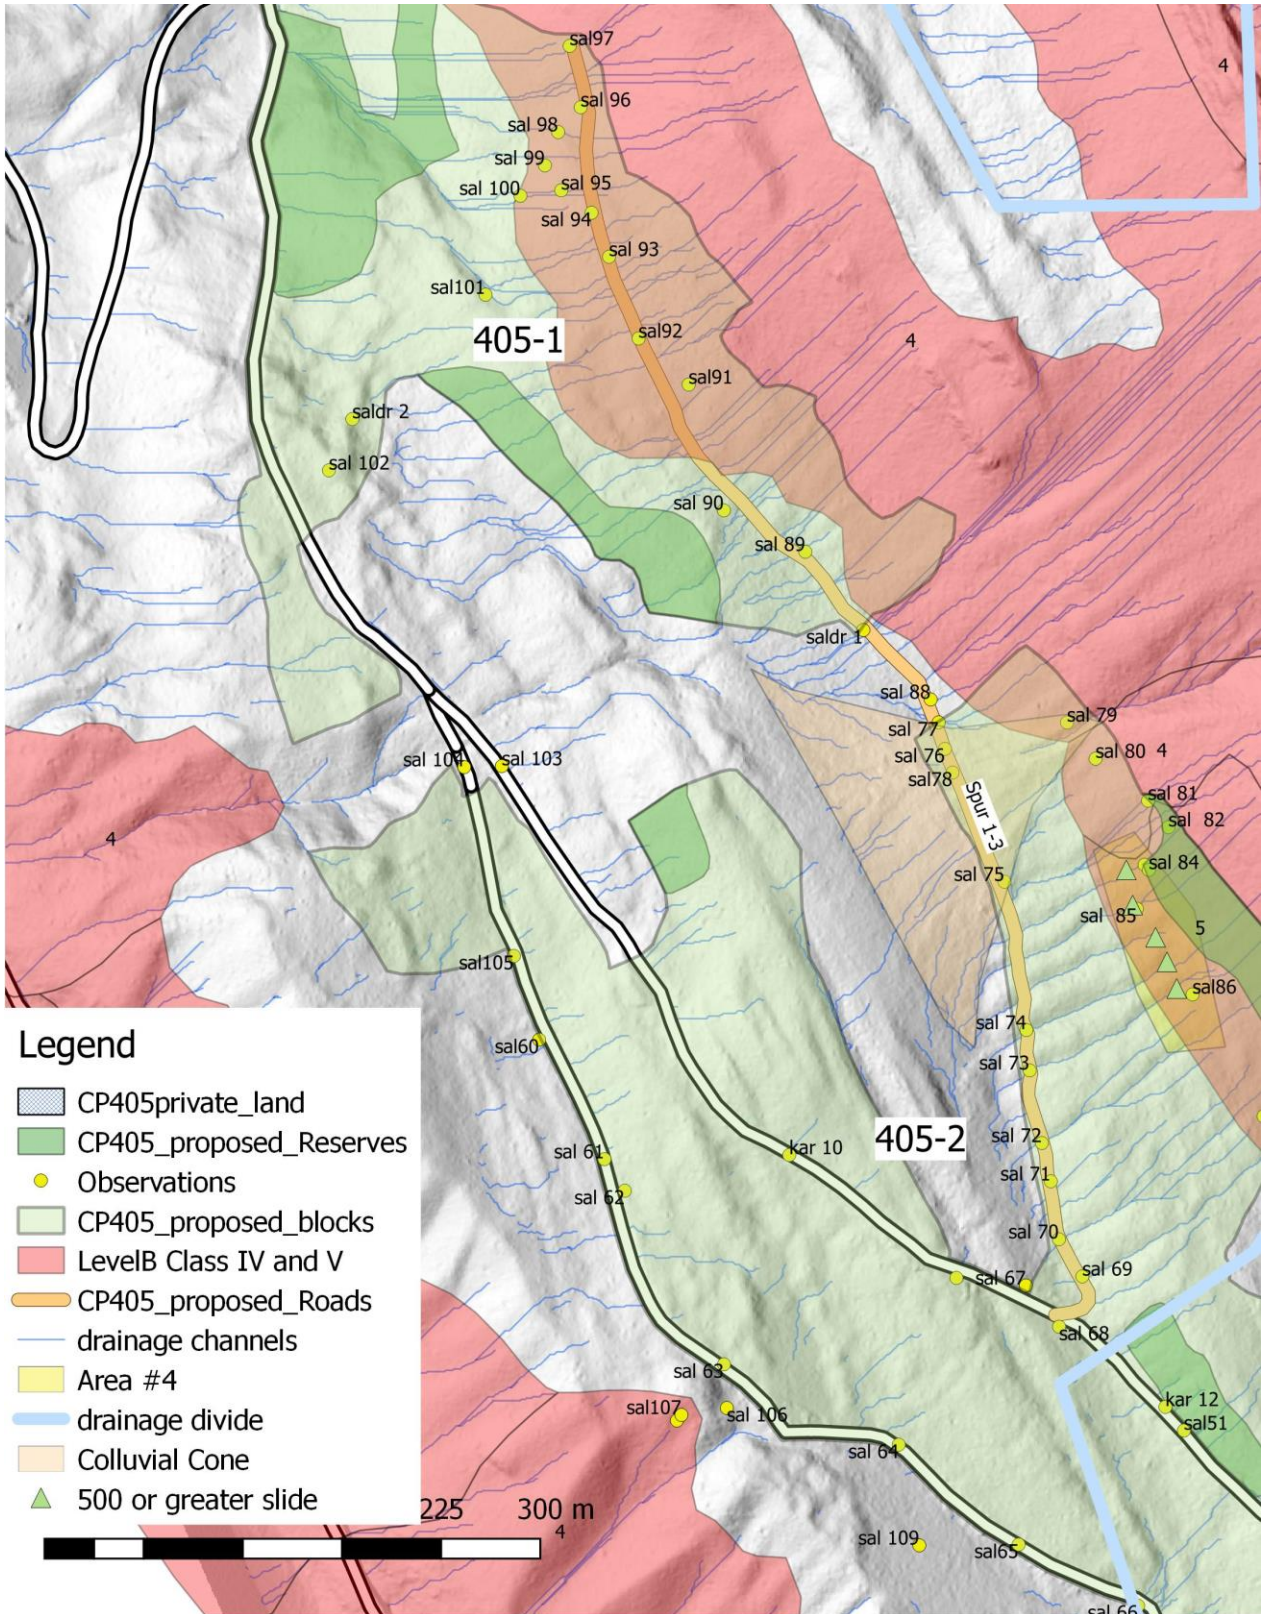 sal97
4
sal 96
sal 98
sal 99
sal 100
sal 95
sal 94
sal 93
sal101
405-1
sal92
4
sal91
saldr 2
sal 102
sal 90
sal 89
saldr 1
sal 88
sal 77
sal 79
sal 76
sal 80 4
sal 104
sal 103
sal78
Spur 1-3
sal 81
sal 82
4
sal 75
sal 84
sal 85
5
sal105
sal86
sal 74
sal60
sal 73
Legend
CP405private_land
CP405_proposed_Reserves
Observations
CP405_proposed_blocks
LevelB Class IV and V
CP405_proposed_Roads
drainage channels
Area #4
drainage divide
Colluvial Cone
500 or greater slide
225 300 m
4
405-2
sal 72
kar 10
sal 61
sal 71
sal 62
sal 70
sal 67
sal 69
sal 68
sal 63
kar 12
sal107
sal 106
sal51
sal 64
sal 109
sal65
sal 66